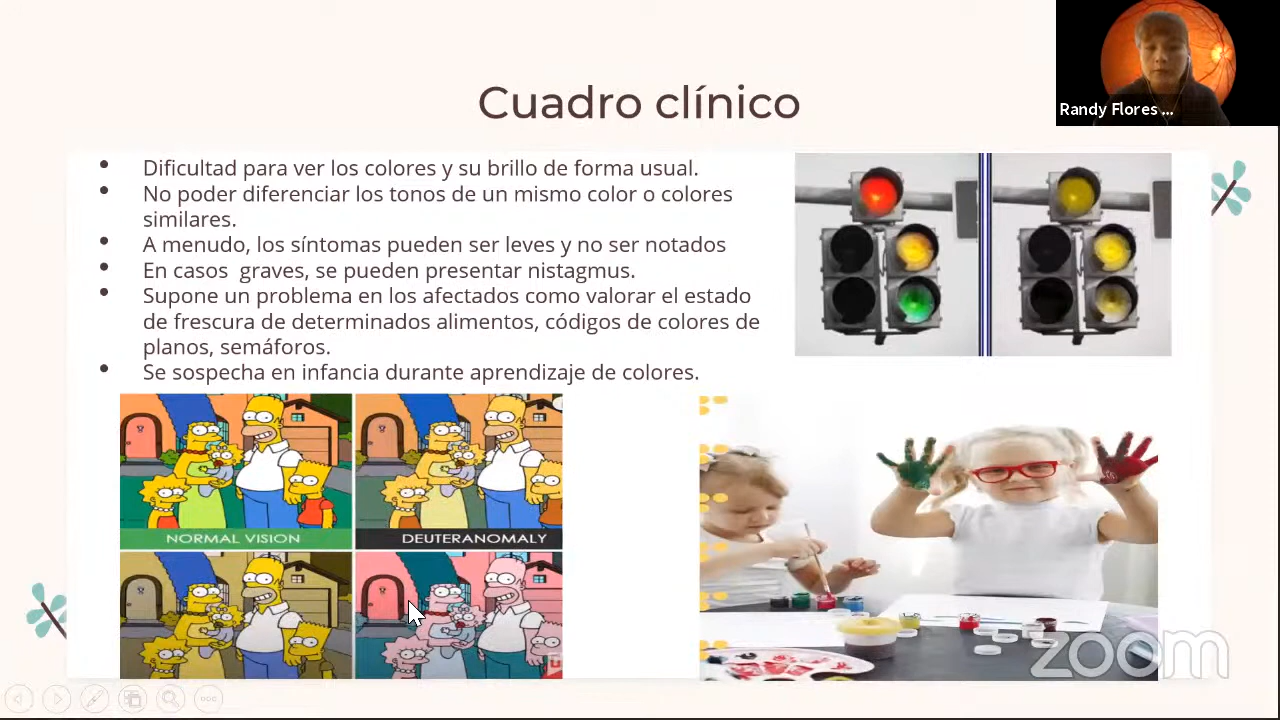 Randy Flores ...
Cuadro clínico
Dificultad para ver los colores y su brillo de forma usual.
No poder diferenciar los tonos de un mismo color o colores
similares.
A menudo, los síntomas pueden ser leves y no ser notados
En casos  graves, se pueden presentar nistagmus.
Supone un problema en los afectados como valorar el estado
de frescura de determinados alimentos, códigos de colores de
planos, semáforos.
Se sospecha en infancia durante aprendizaje de colores.
NORMAL VISION
DEUTERANOMALY
zoom